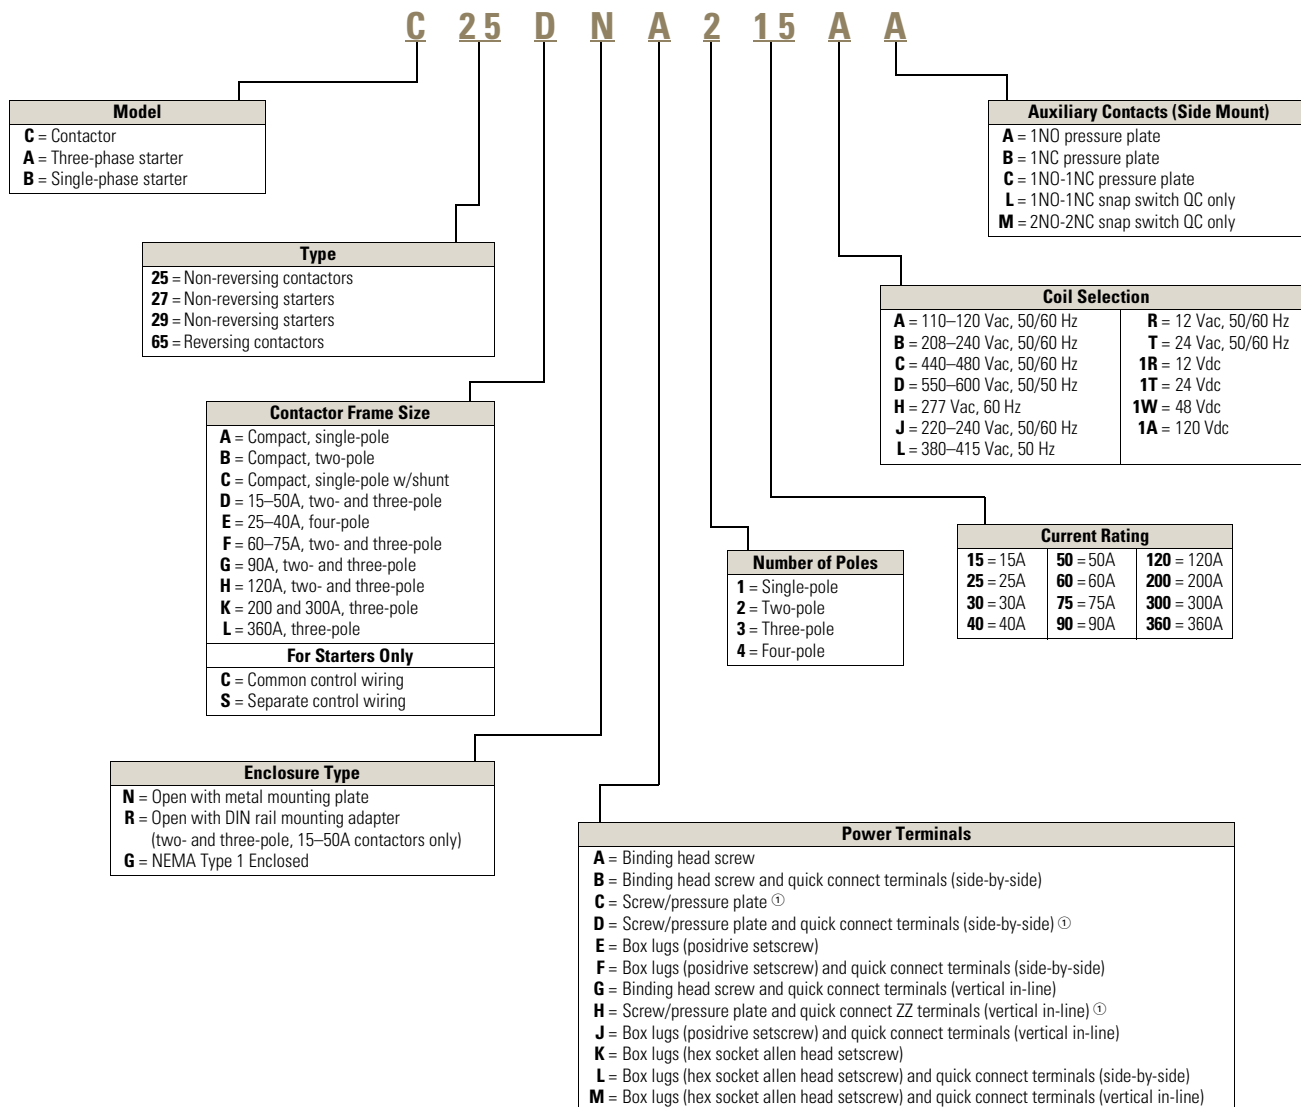 C 25 D N A 2 15 A A
Model
C = Contactor
A = Three-phase starter
B = Single-phase starter
Auxiliary Contacts (Side Mount)
A = 1NO pressure plate
B = 1NC pressure plate
C = 1NO-1NC pressure plate
L = 1NO-1NC snap switch QC only
M = 2NO-2NC snap switch QC only
Type
25 = Non-reversing contactors
27 = Non-reversing starters
29 = Non-reversing starters
65 = Reversing contactors
Coil Selection
A = 110–120 Vac, 50/60 Hz
B = 208–240 Vac, 50/60 Hz
C = 440–480 Vac, 50/60 Hz
D = 550–600 Vac, 50/50 Hz
H = 277 Vac, 60 Hz
J = 220–240 Vac, 50/60 Hz
L = 380–415 Vac, 50 Hz
R = 12 Vac, 50/60 Hz
T = 24 Vac, 50/60 Hz
1R = 12 Vdc
1T = 24 Vdc
1W = 48 Vdc
1A = 120 Vdc
Contactor Frame Size
A = Compact, single-pole
B = Compact, two-pole
C = Compact, single-pole w/shunt
D = 15–50A, two- and three-pole
E = 25–40A, four-pole
F = 60–75A, two- and three-pole
G = 90A, two- and three-pole
H = 120A, two- and three-pole
K = 200 and 300A, three-pole
L = 360A, three-pole
For Starters Only
C = Common control wiring
S = Separate control wiring
Number of Poles
1 = Single-pole
2 = Two-pole
3 = Three-pole
4 = Four-pole
Current Rating
15 = 15A 50 = 50A 120 = 120A
25 = 25A 60 = 60A 200 = 200A
30 = 30A 75 = 75A 300 = 300A
40 = 40A 90 = 90A 360 = 360A
Enclosure Type
N = Open with metal mounting plate
R = Open with DIN rail mounting adapter
(two- and three-pole, 15–50A contactors only)
G = NEMA Type 1 Enclosed
Power Terminals
A = Binding head screw
B = Binding head screw and quick connect terminals (side-by-side)
C = Screw/pressure plate ①
D = Screw/pressure plate and quick connect terminals (side-by-side) ①
E = Box lugs (posidrive setscrew)
F = Box lugs (posidrive setscrew) and quick connect terminals (side-by-side)
G = Binding head screw and quick connect terminals (vertical in-line)
H = Screw/pressure plate and quick connect ZZ terminals (vertical in-line) ①
J = Box lugs (posidrive setscrew) and quick connect terminals (vertical in-line)
K = Box lugs (hex socket allen head setscrew)
L = Box lugs (hex socket allen head setscrew) and quick connect terminals (side-by-side)
M = Box lugs (hex socket allen head setscrew) and quick connect terminals (vertical in-line)